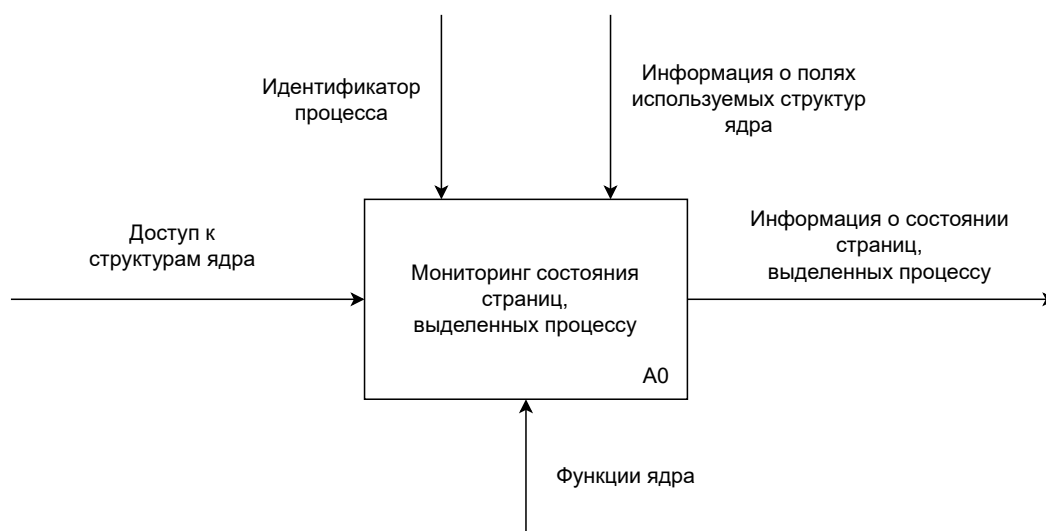 Идентификатор
процесса
Информация о полях
используемых структур
ядра
Доступ к
структурам ядра
Мониторинг состояния
страниц,
выделенных процессу
A0
Информация о состоянии
страниц,
выделенных процессу
Функции ядра